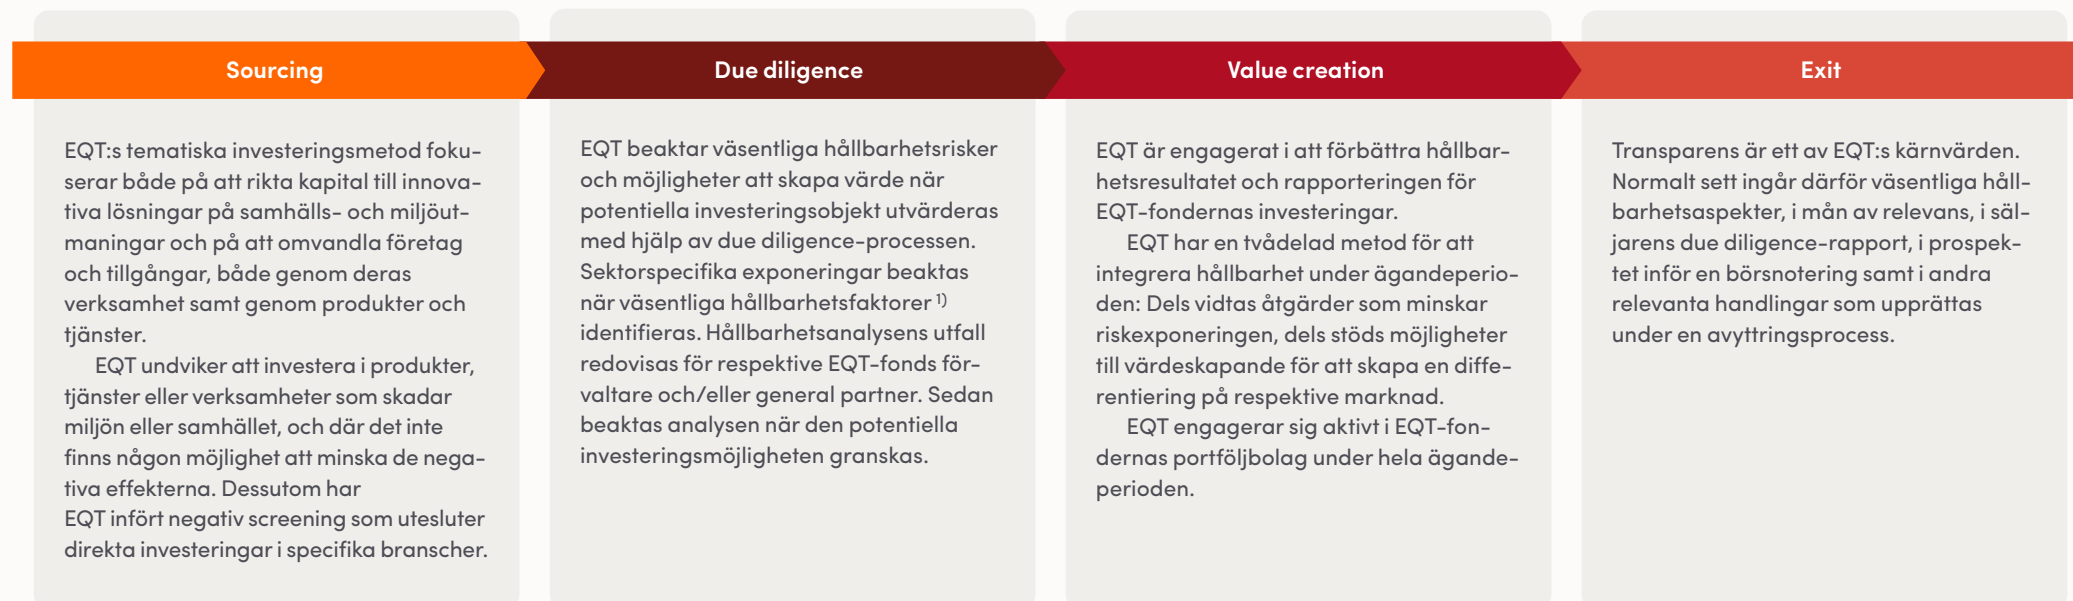 Sourcing
EQT:s tematiska investeringsmetod foku-
serar både på att rikta kapital till innova-
tiva lösningar på samhälls- och miljöut-
maningar och på att omvandla företag
och tillgångar, både genom deras
verksamhet samt genom produkter och
tjänster.
EQT undviker att investera i produkter,
tjänster eller verksamheter som skadar
miljön eller samhället, och där det inte
finns någon möjlighet att minska de nega-
tiva effekterna. Dessutom har
EQT infört negativ screening som utesluter
direkta investeringar i specifika branscher.
Due diligence
EQT beaktar väsentliga hållbarhetsrisker
och möjligheter att skapa värde när
potentiella investeringsobjekt utvärderas
med hjälp av due diligence-processen.
Sektorspecifika exponeringar beaktas
när väsentliga hållbarhetsfaktorer 1)
identifieras. Hållbarhetsanalysens utfall
redovisas för respektive EQT-fonds för-
valtare och/eller general partner. Sedan
beaktas analysen när den potentiella
investeringsmöjligheten granskas.
Value creation
EQT är engagerat i att förbättra hållbar-
hetsresultatet och rapporteringen för
EQT-fondernas investeringar.
EQT har en tvådelad metod för att
integrera hållbarhet under ägandeperio-
den: Dels vidtas åtgärder som minskar
riskexponeringen, dels stöds möjligheter
till värdeskapande för att skapa en diffe-
rentiering på respektive marknad.
EQT engagerar sig aktivt i EQT-fon-
dernas portföljbolag under hela ägande-
perioden.
Exit
Transparens är ett av EQT:s kärnvärden.
Normalt sett ingår därför väsentliga håll-
barhetsaspekter, i mån av relevans, i säl-
jarens due diligence-rapport, i prospek-
tet inför en börsnotering samt i andra
relevanta handlingar som upprättas
under en avyttringsprocess.